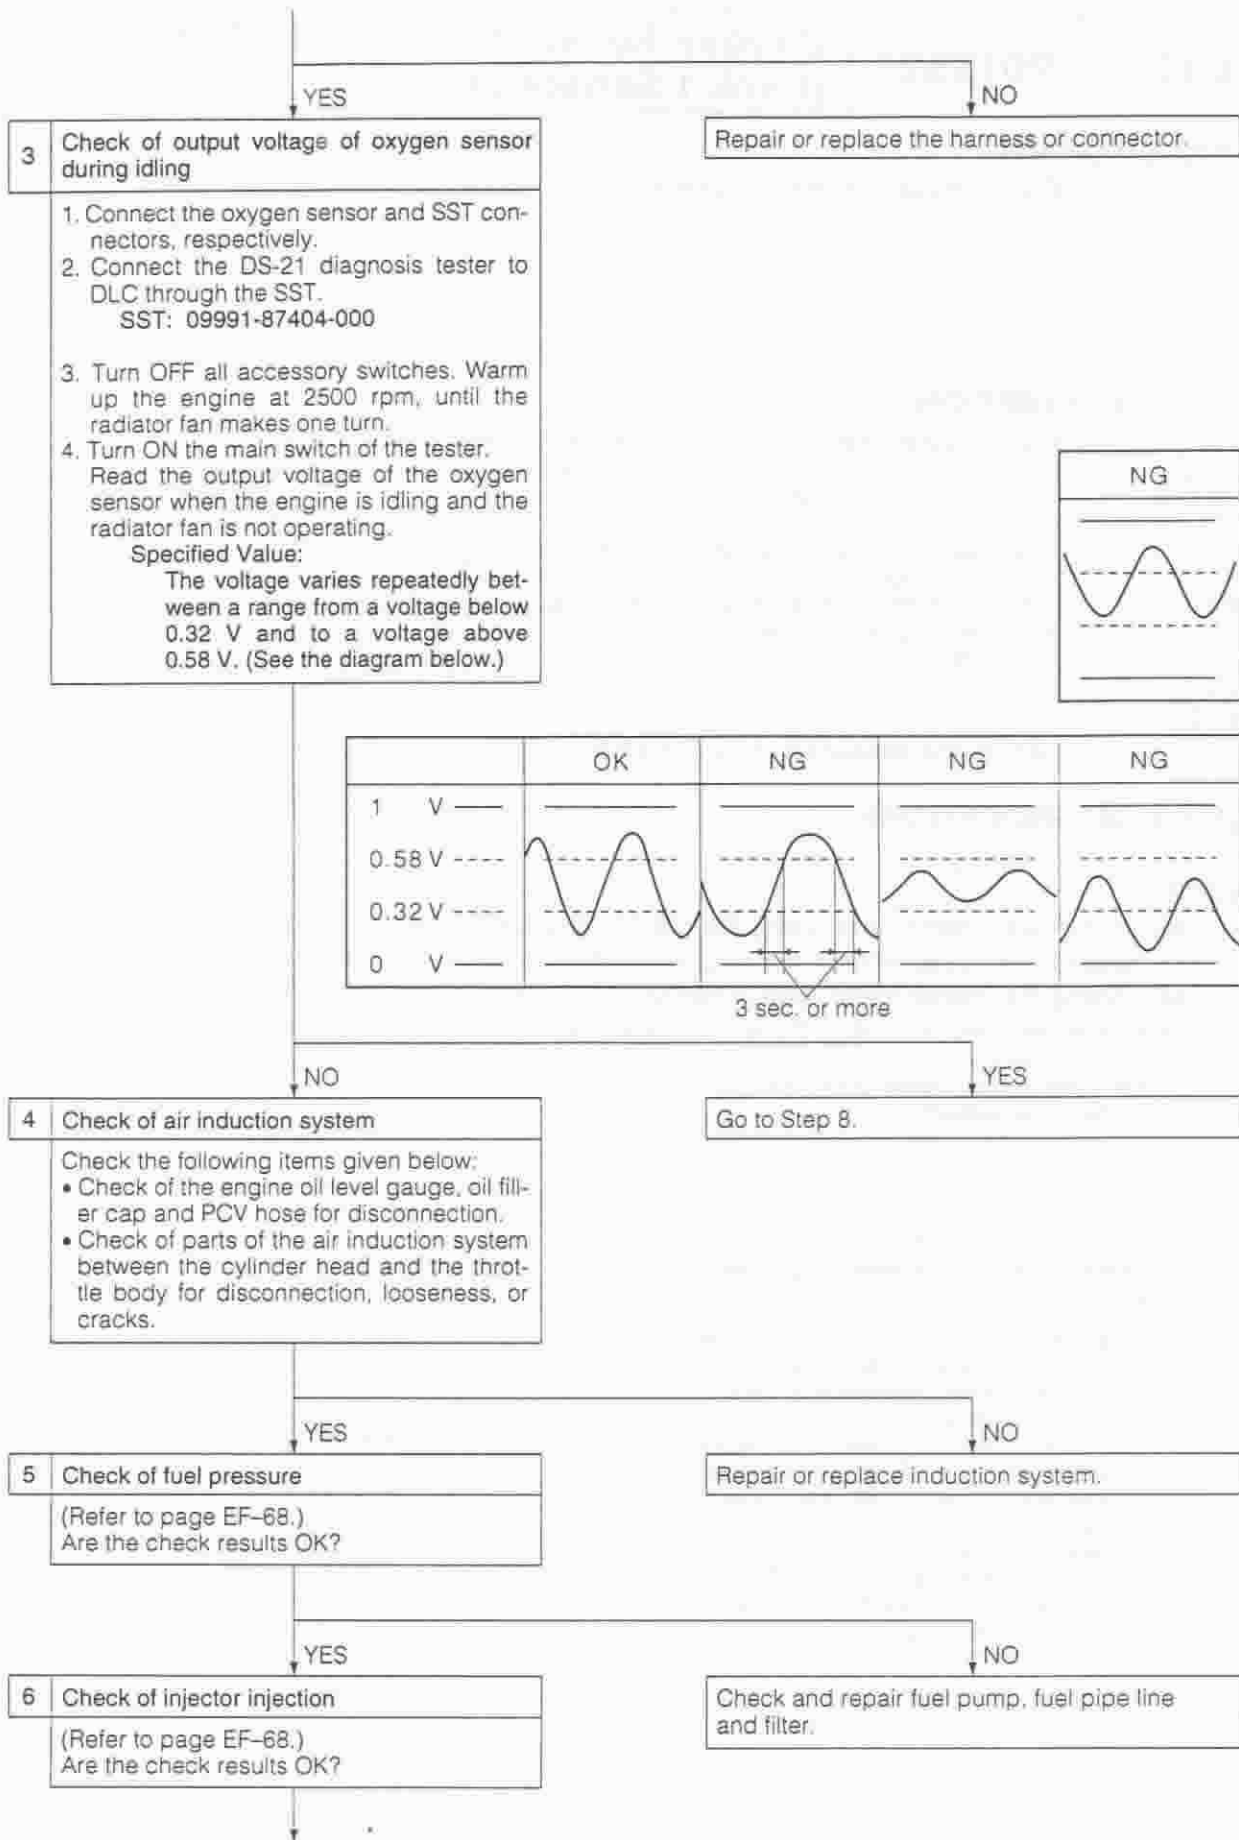 YES
NO
3
Check of output voltage of oxygen sensor
during idling
Repair or replace the harness or connector.
1. Connect the oxygen sensor and SST con-
nectors, respectively.
2. Connect the DS-21 diagnosis tester to
DLC through the SST.
SST: 09991-87404-000
3. Turn OFF all accessory switches. Warm
up the engine at 2500 rpm, until the
radiator fan makes one turn.
4. Turn ON the main switch of the tester.
Read the output voltage of the oxygen
sensor when the engine is idling and the
radiator fan is not operating.
Specified Value:
The voltage varies repeatedly bet-
ween a range from a voltage below
0.32 V and to a voltage above
0.58 V. (See the diagram below.)
NG
OK NG NG NG
1 V
0.58 V
0.32 V
0 V
3 sec. or more
NO
YES
4 Check of air induction system
Go to Step 8.
Check the following items given below:
• Check of the engine oil level gauge, oil fill-
er cap and PCV hose for disconnection.
• Check of parts of the air induction system
between the cylinder head and the throt-
tle body for disconnection, looseness, or
cracks.
YES
NO
5 Check of fuel pressure
Repair or replace induction system.
(Refer to page EF–68.)
Are the check results OK?
YES
NO
6 Check of injector injection
Check and repair fuel pump, fuel pipe line
and filter.
(Refer to page EF–68.)
Are the check results OK?